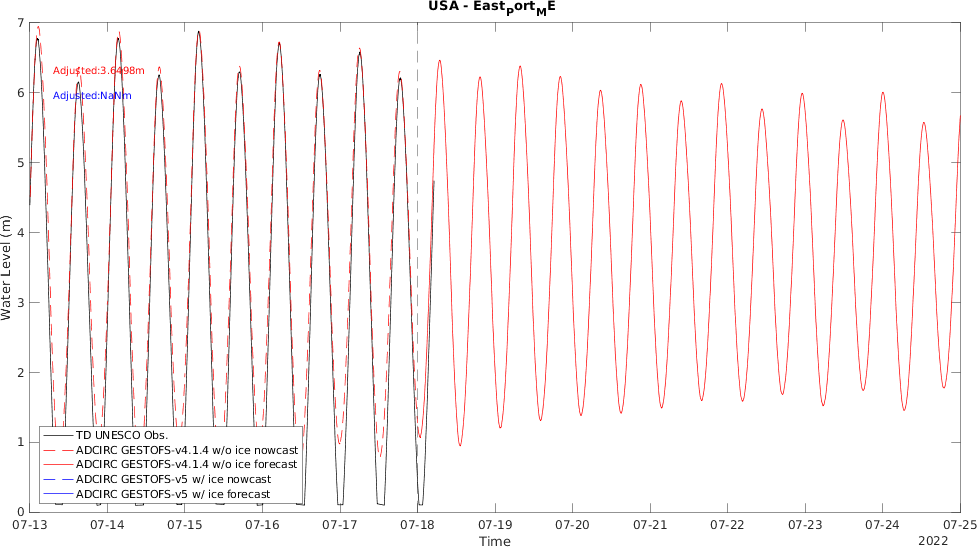 USA - EastPortME
7
6
5
4
3
2
1
0
Water Level (m)
Adjusted:3.6498m
Adjusted:NaNm
TD UNESCO Obs.
ADCIRC GESTOFS-v4.1.4 w/o ice nowcast
ADCIRC GESTOFS-v4.1.4 w/o ice forecast
ADCIRC GESTOFS-v5 w/ ice nowcast
ADCIRC GESTOFS-v5 w/ ice forecast
07-13 07-14 07-15 07-16 07-17 07-18 07-19 07-20 07-21 07-22 07-23 07-24 07-25
Time
2022